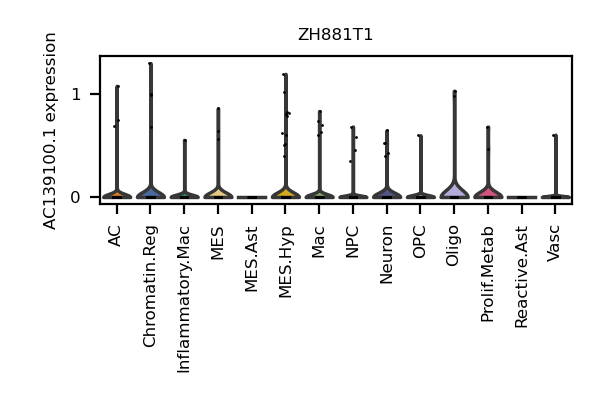 ZH881T1
AC139100.1 expression
1
0
AC
Chromatin.Reg
Inflammatory.Mac
MES
MES.Ast
MES.Hyp
Mac
NPC
Neuron
OPC
Oligo
Prolif.Metab
Reactive.Ast
Vasc